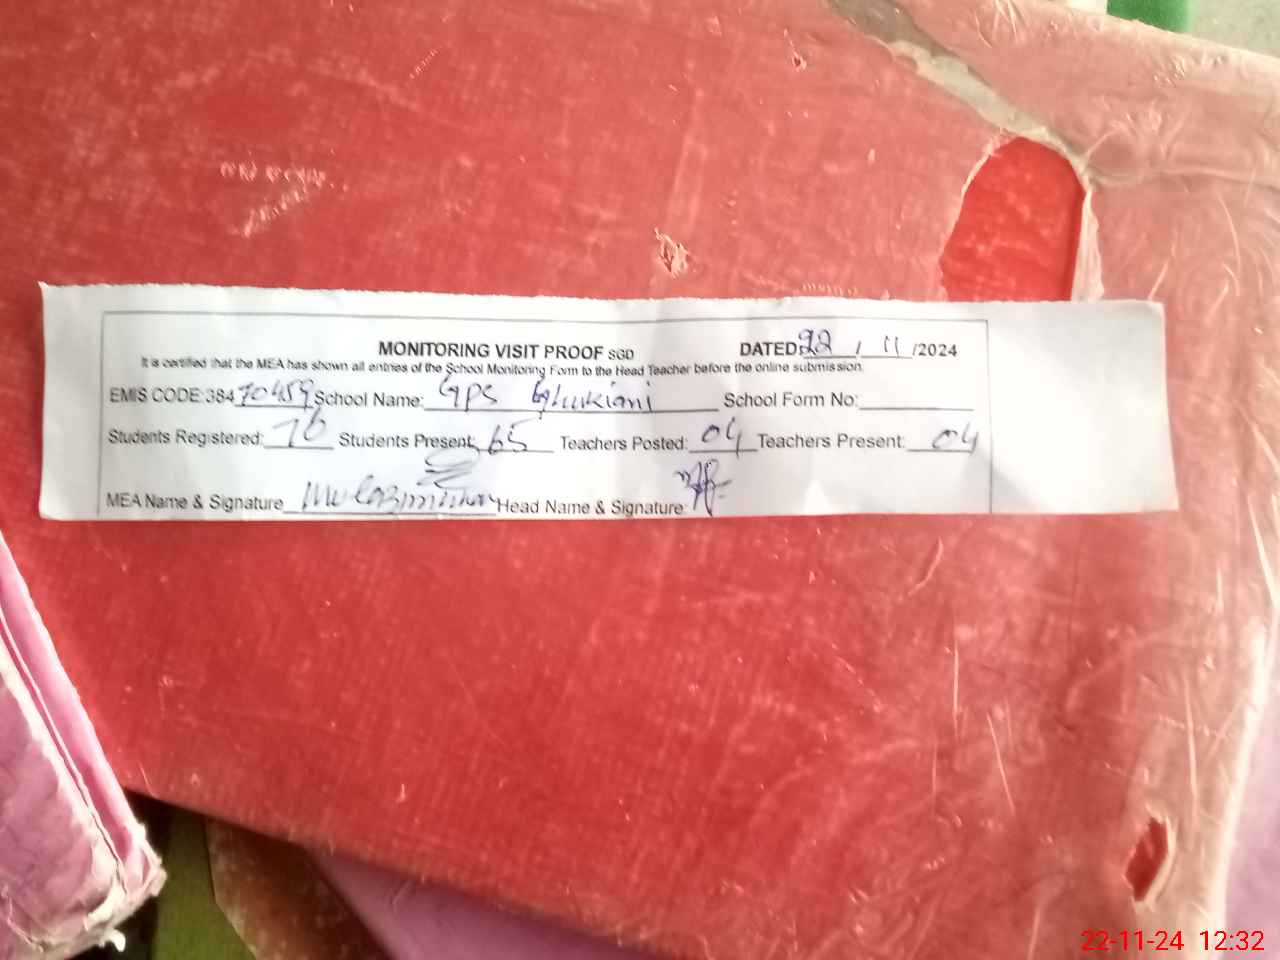 MONITORING VISIT PROOF SGD DATED: 22 / 11 /2024
It is certified that the MEA has shown all entries of the School Monitoring Form to the Head Teacher before the online submission.
EMIS CODE:384 70459 School Name: GPS School Form No:
Students Registered: 76 Students Present: 65 Teachers Posted: 04 Teachers Present: 04
MEA Name & Signature Head Name & Signature:
22-11-24 12:32